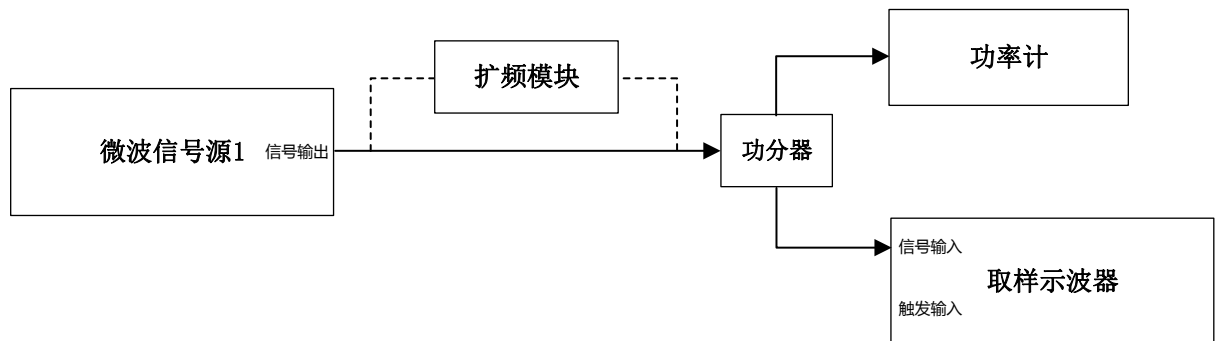 扩频模块
功率计
微波信号源1
信号输出
功分器
信号输入
取样示波器
触发输入